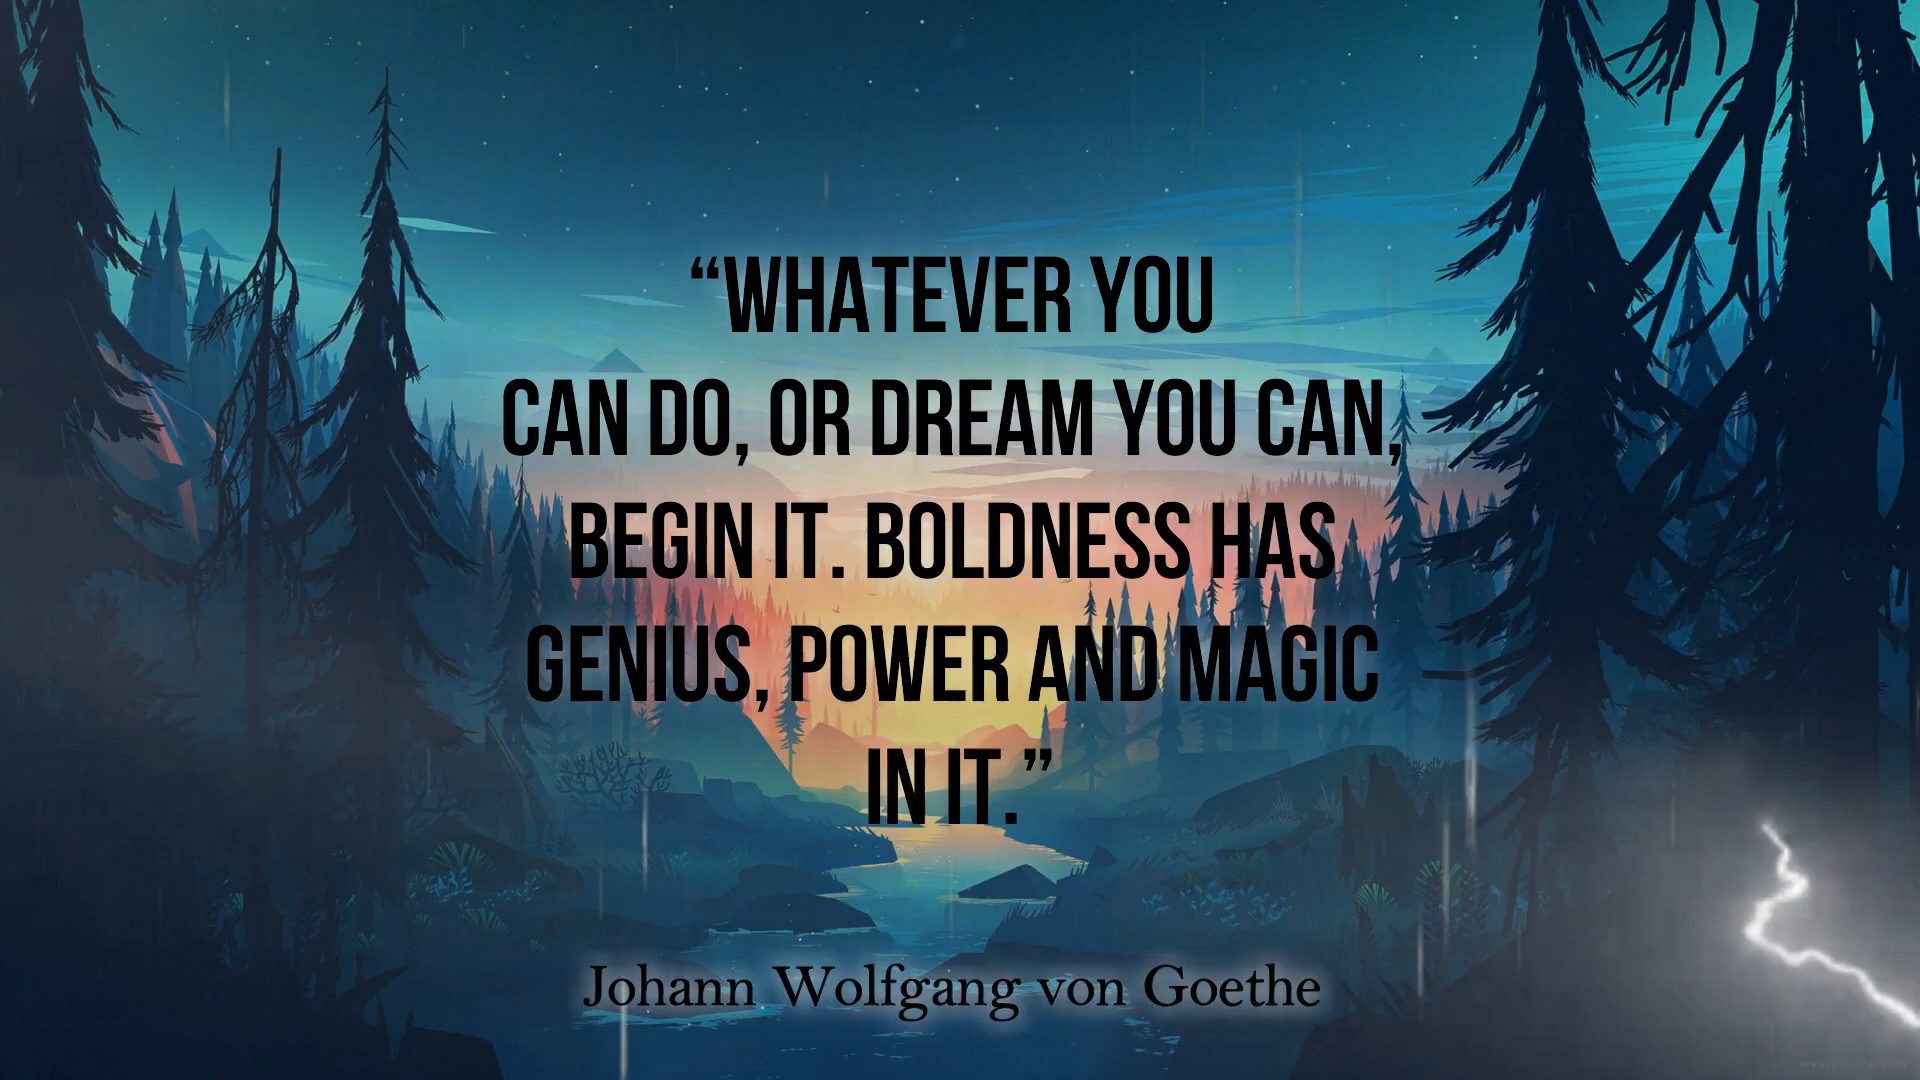 “WHATEVER YOU
CAN DO, OR DREAM YOU CAN,
BEGIN IT. BOLDNESS HAS
GENIUS, POWER AND MAGIC
IN IT.”
Johann Wolfgang von Goethe